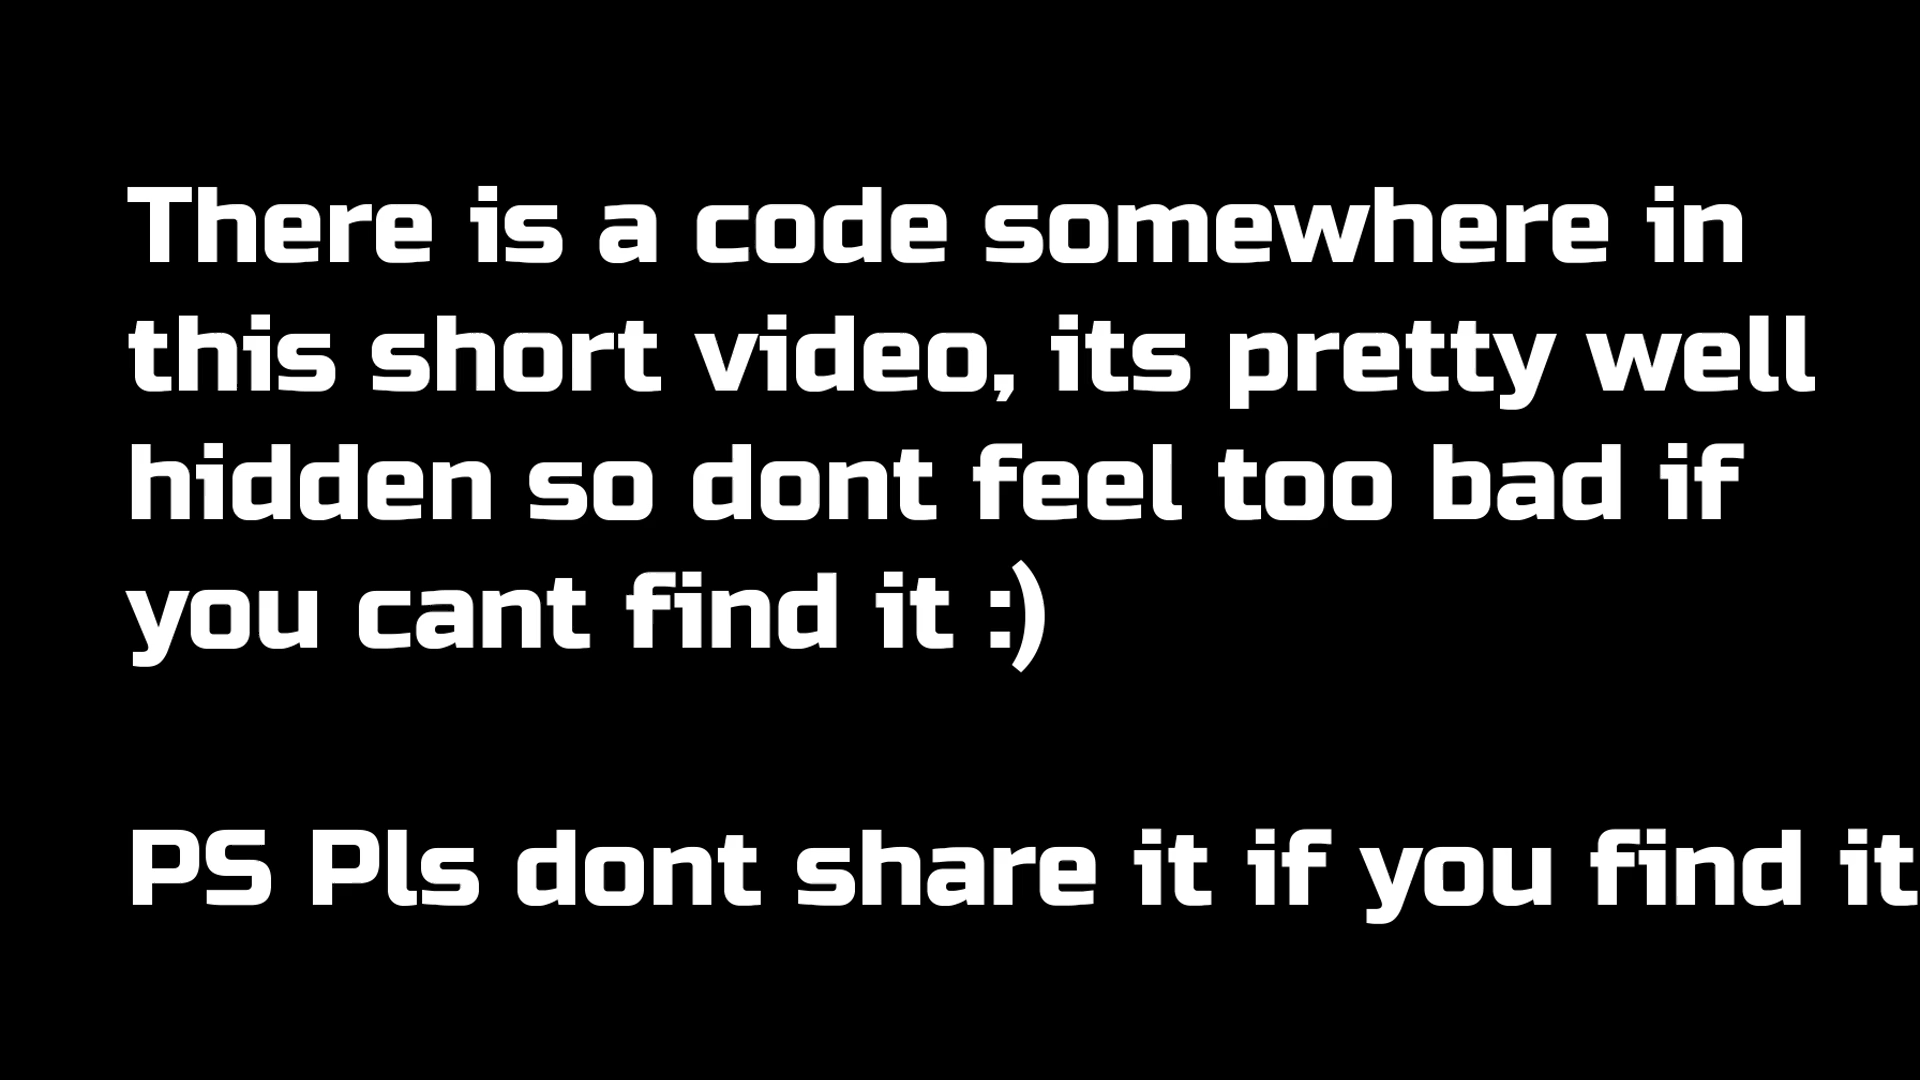 There is a code somewhere in
this short video, its pretty well
hidden so dont feel too bad if
you cant find it :)
PS Pls dont share it if you find it